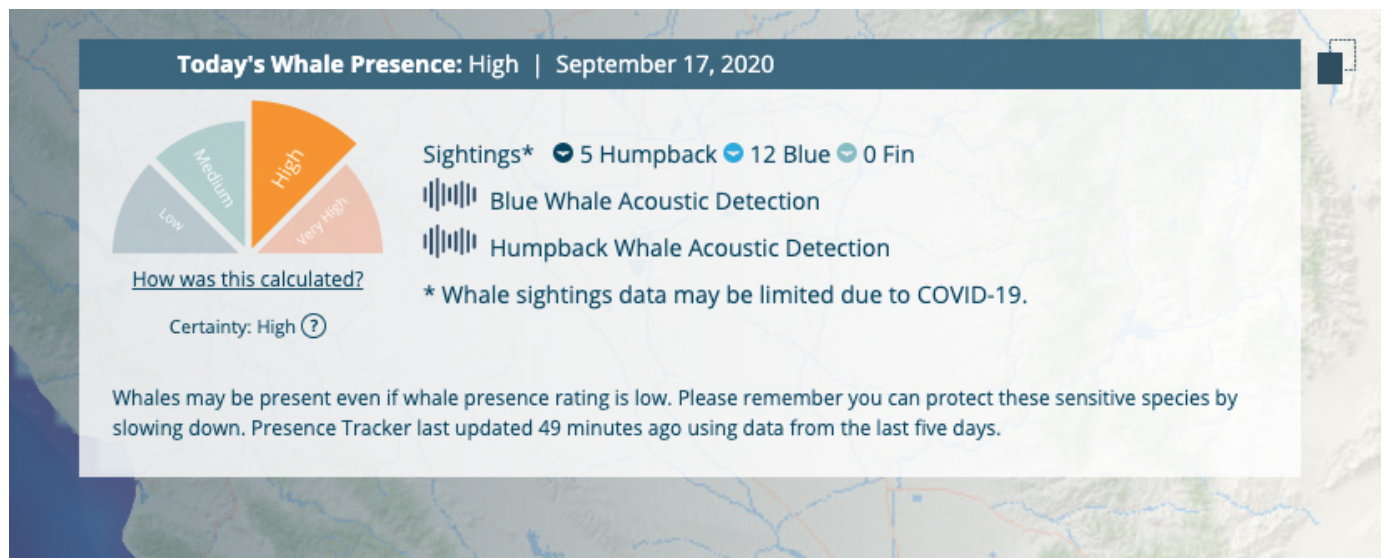 Today's Whale Presence: High | September 17, 2020
Low
Medium
High
Very High
Sightings* 5 Humpback 12 Blue 0 Fin
Blue Whale Acoustic Detection
Humpback Whale Acoustic Detection
* Whale sightings data may be limited due to COVID-19.
How was this calculated?
Certainty: High ?
Whales may be present even if whale presence rating is low. Please remember you can protect these sensitive species by
slowing down. Presence Tracker last updated 49 minutes ago using data from the last five days.